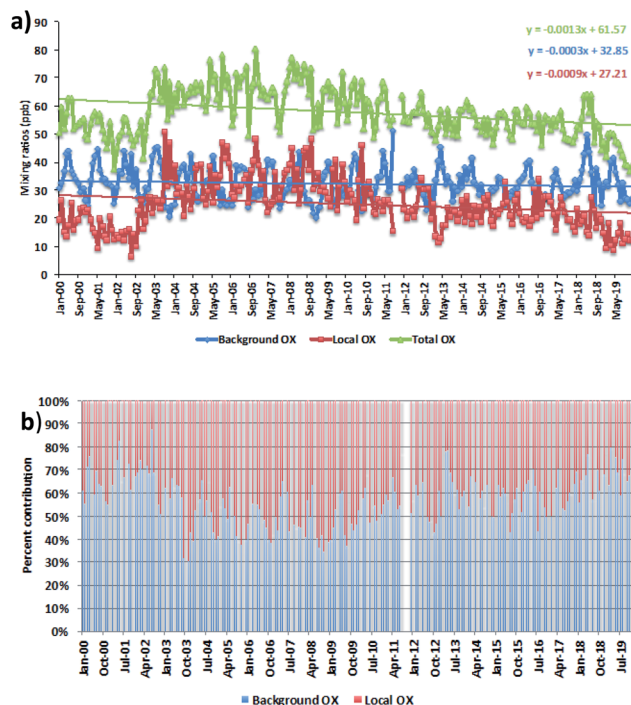 a)
Mixing ratios (ppb)
90
80
70
60
50
40
30
20
10
0
y = -0.0013x + 61.57
y = -0.0003x + 32.85
y = -0.0009x + 27.21
Jan-00 Sep-00 May-01 Jan-02 Sep-02 May-03 Jan-04 Sep-04 May-05 Jan-06 Sep-06 May-07 Jan-08 Sep-08 May-09 Jan-10 Sep-10 May-11 Jan-12 Sep-12 May-13 Jan-14 Sep-14 May-15 Jan-16 Sep-16 May-17 Jan-18 Sep-18 May-19
Background OX Local OX Total OX
b)
Percent contribution
100%
90%
80%
70%
60%
50%
40%
30%
20%
10%
0%
Jan-00 Oct-00 Jul-01 Apr-02 Jan-03 Oct-03 Jul-04 Apr-05 Jan-06 Oct-06 Jul-07 Apr-08 Jan-09 Oct-09 Jul-10 Apr-11 Jan-12 Oct-12 Jul-13 Apr-14 Jan-15 Oct-15 Jul-16 Apr-17 Jan-18 Oct-18 Jul-19
Background OX Local OX